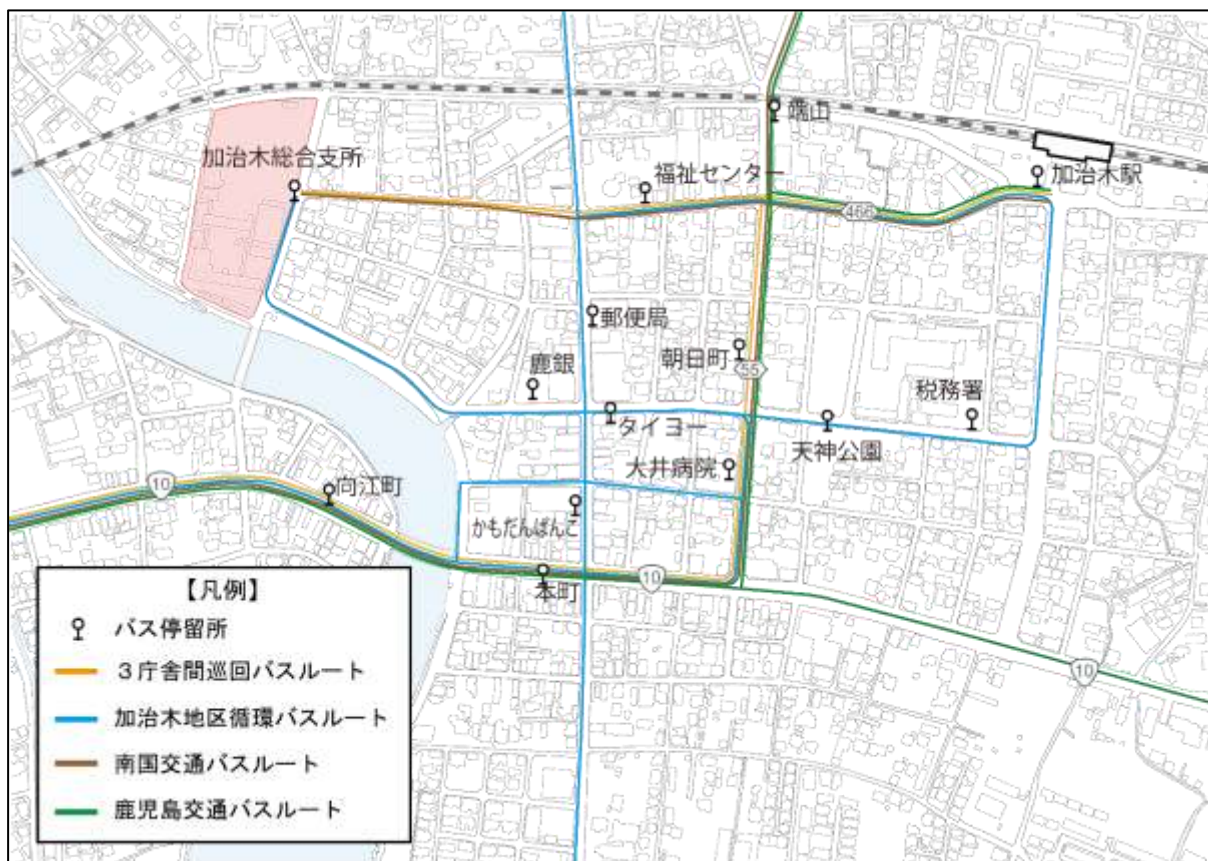 端山
加治木総合支所
福祉センター
加治木駅
466
郵便局
朝日町
鹿銀
55
税務署
タイヨー
天神公園
大井病院
10
向江町
かもだんばんこ
本町
10
10
【凡例】
バス停留所
3庁舎間巡回バスルート
加治木地区循環バスルート
南国交通バスルート
鹿児島交通バスルート